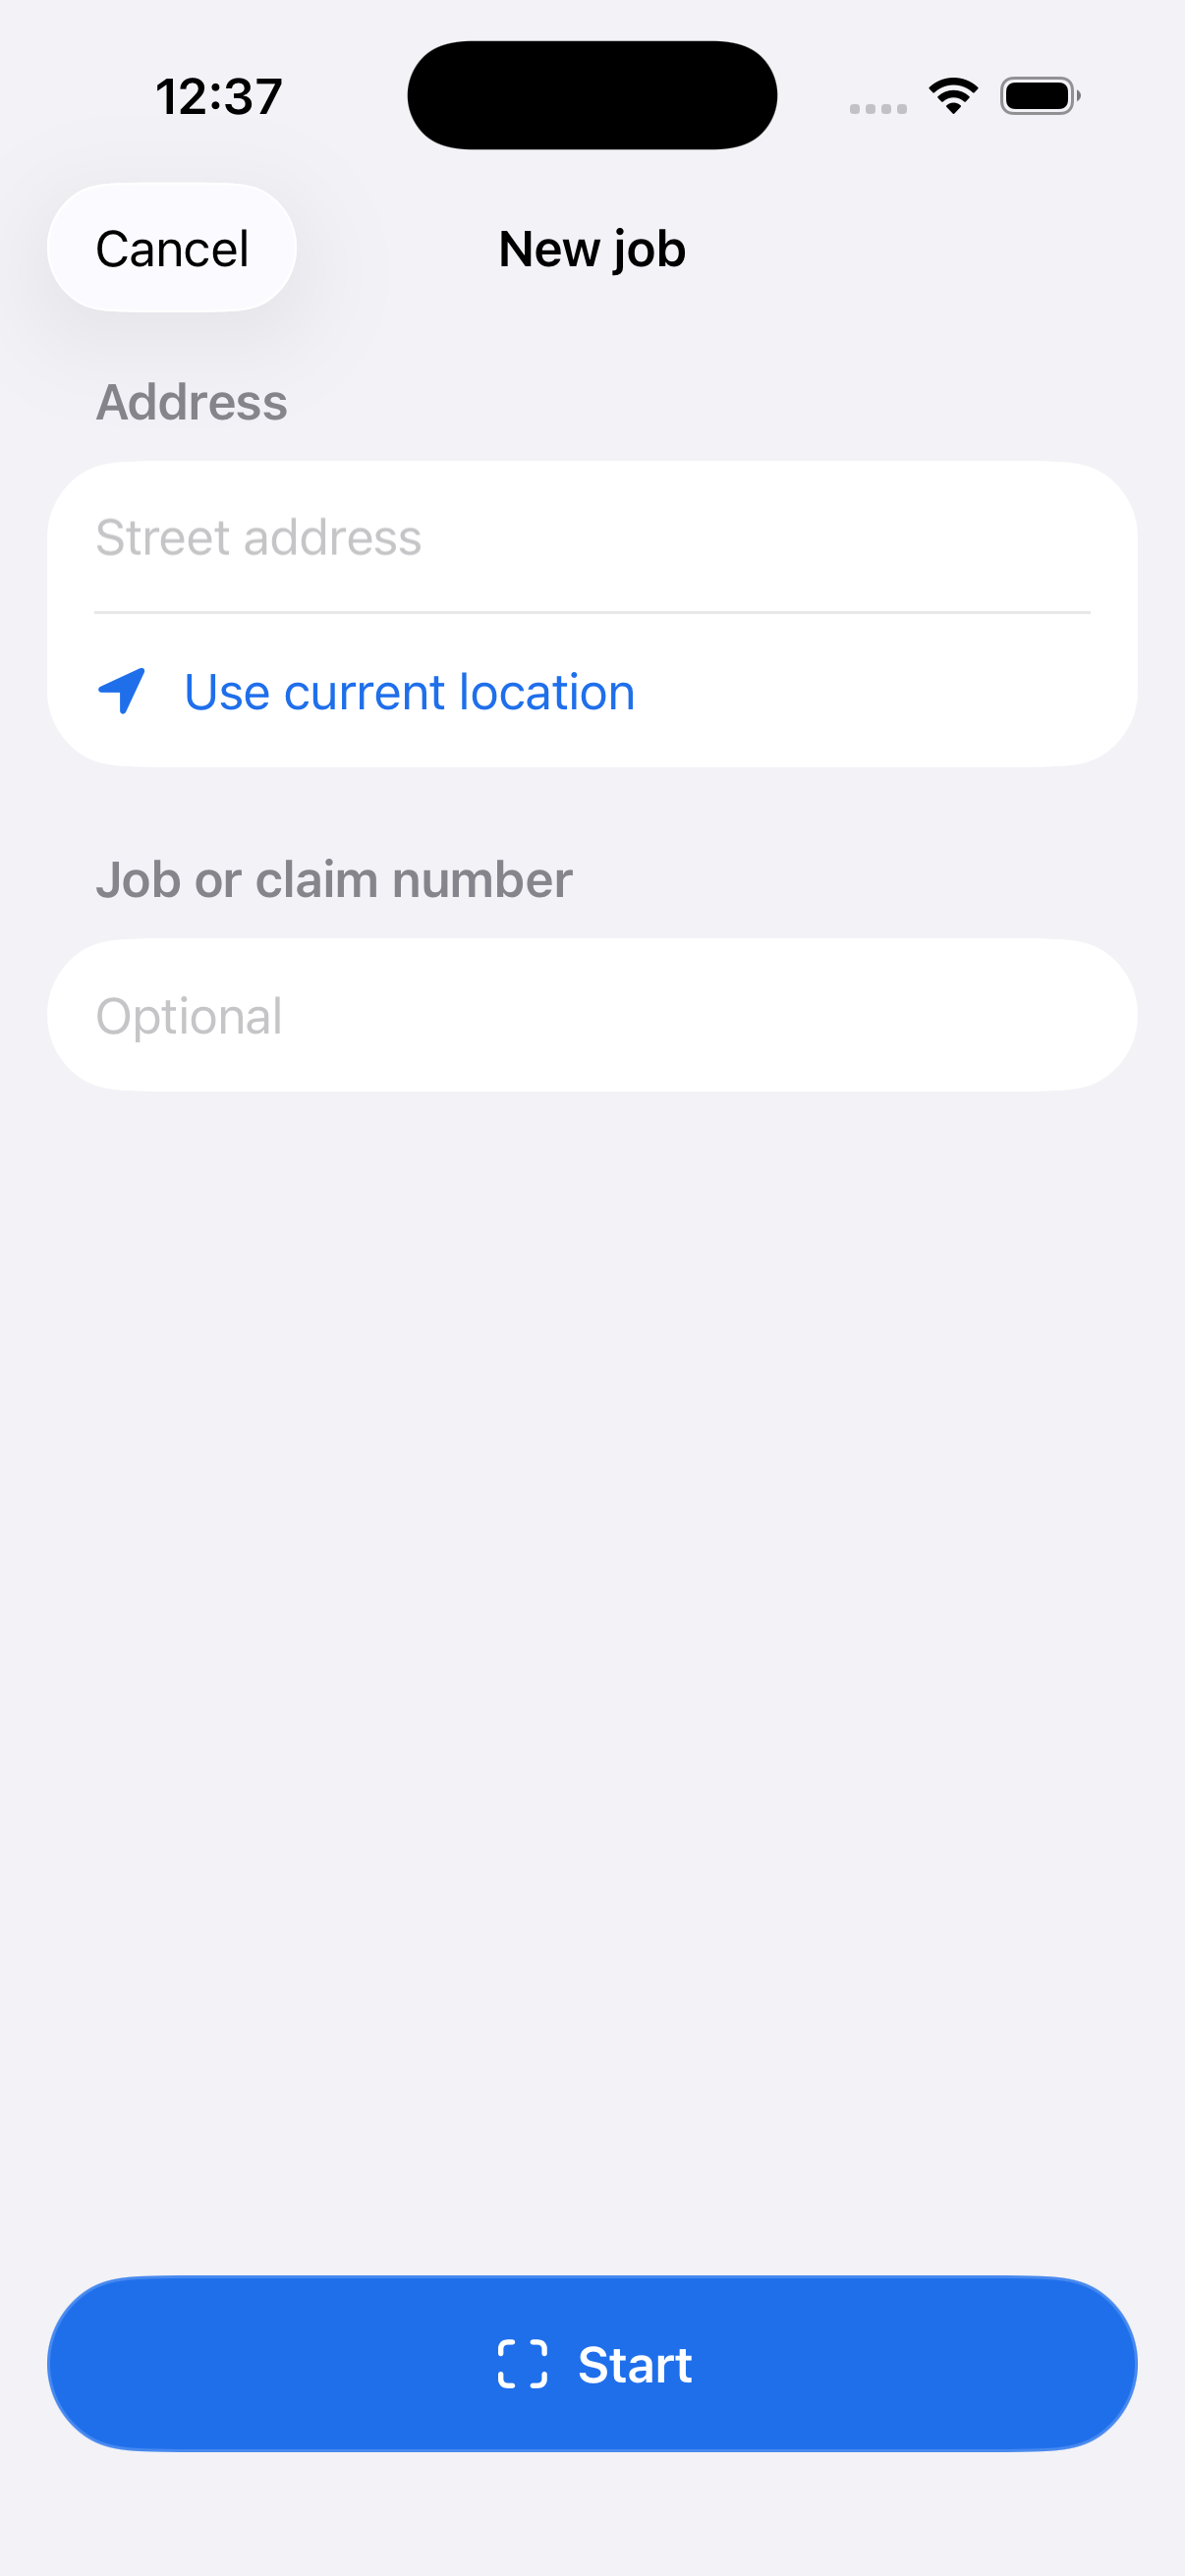 12:37
Cancel
New job
Address
Street address
Use current location
Job or claim number
Optional
Start